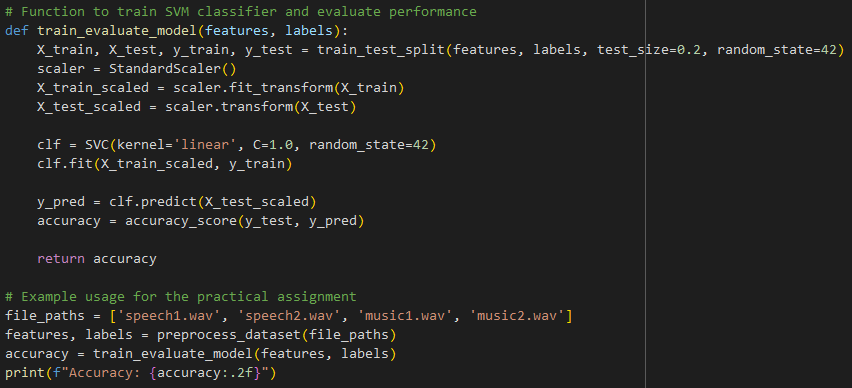 # Function to train SVM classifier and evaluate performance
def train_evaluate_model(features, labels):
    X_train, X_test, y_train, y_test = train_test_split(features, labels, test_size=0.2, random_state=42)
    scaler = StandardScaler()
    X_train_scaled = scaler.fit_transform(X_train)
    X_test_scaled = scaler.transform(X_test)

    clf = SVC(kernel='linear', C=1.0, random_state=42)
    clf.fit(X_train_scaled, y_train)

    y_pred = clf.predict(X_test_scaled)
    accuracy = accuracy_score(y_test, y_pred)

    return accuracy

# Example usage for the practical assignment
file_paths = ['speech1.wav', 'speech2.wav', 'music1.wav', 'music2.wav']
features, labels = preprocess_dataset(file_paths)
accuracy = train_evaluate_model(features, labels)
print(f"Accuracy: {accuracy:.2f}")